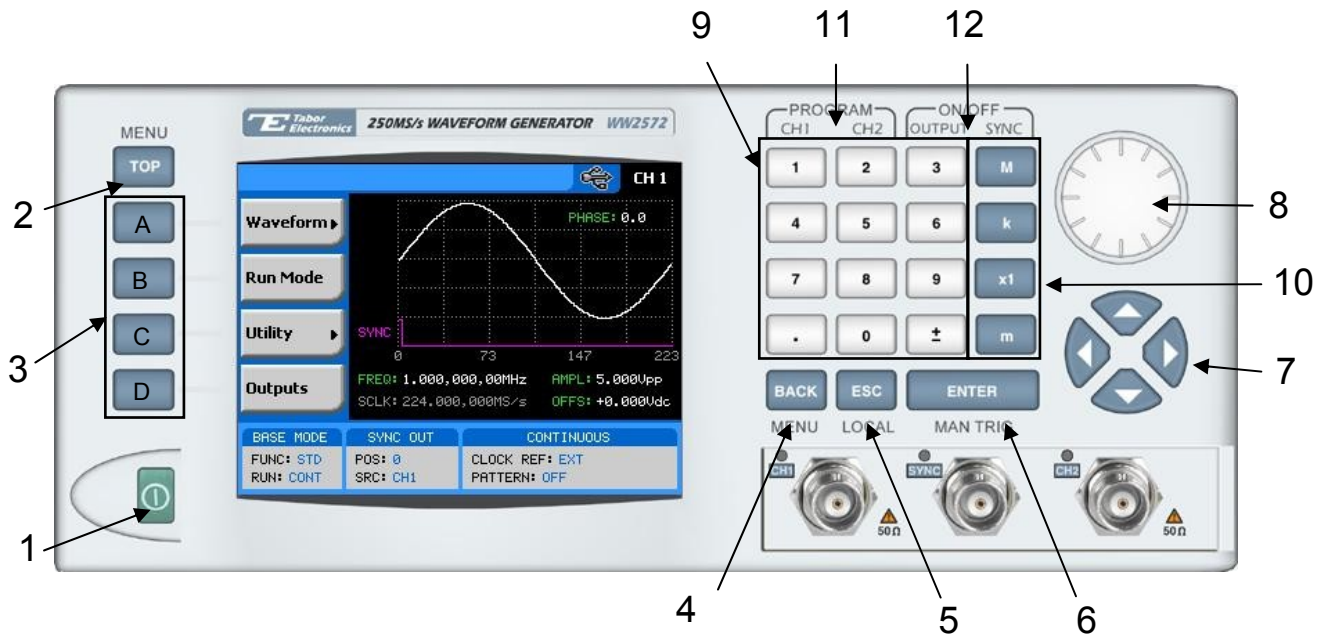 9
11
12
PROGRAM
CH1 CH2
ON/OFF
OUTPUT SYNC
MENU
TOP
2
A
B
C
D
3
1
Tabor
Electronics
250MS/s WAVEFORM GENERATOR WW2572
CH 1
Waveform
Run Mode
Utility
Outputs
PHASE: 0.0
SYNC
0 73 147 223
FREQ: 1.000,000,00MHz AMPL: 5.000Vpp
SCLK: 224.000,000MS/s OFFS: +0.000Vdc
BASE MODE
FUNC: STD
RUN: CONT
SYNC OUT
POS: 0
SRC: CH1
CONTINUOUS
CLOCK REF: EXT
PATTERN: OFF
1 2 3 M
4 5 6 k
7 8 9 x1
. 0 ± m
BACK ESC ENTER
MENU LOCAL MAN TRIG
8
10
7
CH1 SYNC CH2
50Ω 50Ω
4
5
6